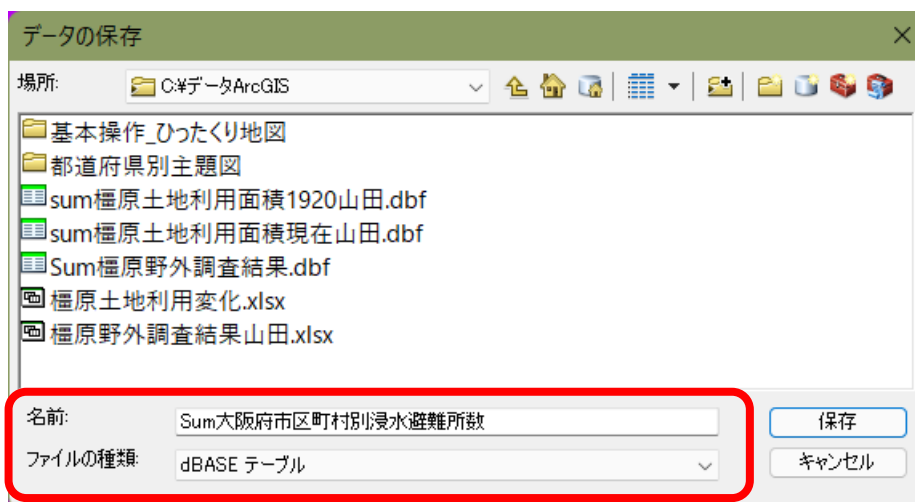 データの保存
場所: C:¥データArcGIS
基本操作_ひったくり地図
都道府県別主題図
sum橿原土地利用面積1920山田.dbf
sum橿原土地利用面積現在山田.dbf
Sum橿原野外調査結果.dbf
橿原土地利用変化.xlsx
橿原野外調査結果山田.xlsx
名前: Sum大阪府市区町村別浸水避難所数 保存
ファイルの種類: dBASE テーブル キャンセル